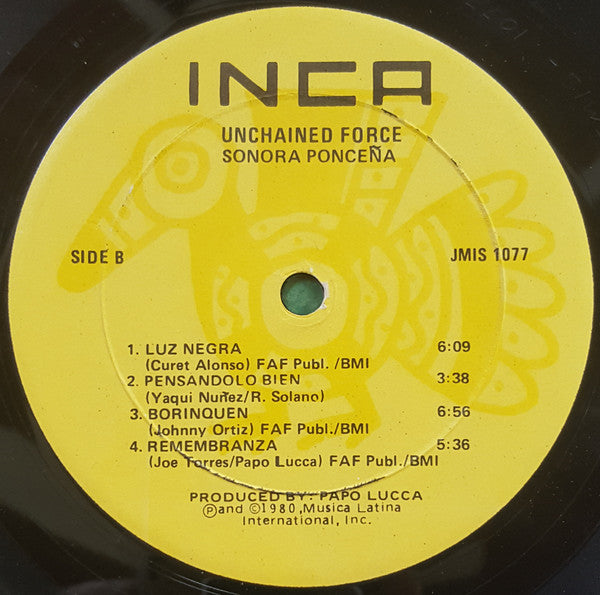 INCA
UNCHAINED FORCE
SONORA PONCEÑA
SIDE B
JMIS 1077
1. LUZ NEGRA 6:09
(Curet Alonso) FAF Publ. /BMI
2. PENSANDOLO BIEN 3:38
(Yaqui Nuñez/R. Solano)
3. BORINQUEN 6:56
(Johnny Ortiz) FAF Publ./BMI
4. REMEMBRANZA 5:36
(Joe Torres/Papo Lucca) FAF Publ./BMI
PRODUCED BY: PAPO LUCCA
Ⓟand ©1980, Musica Latina
International, Inc.